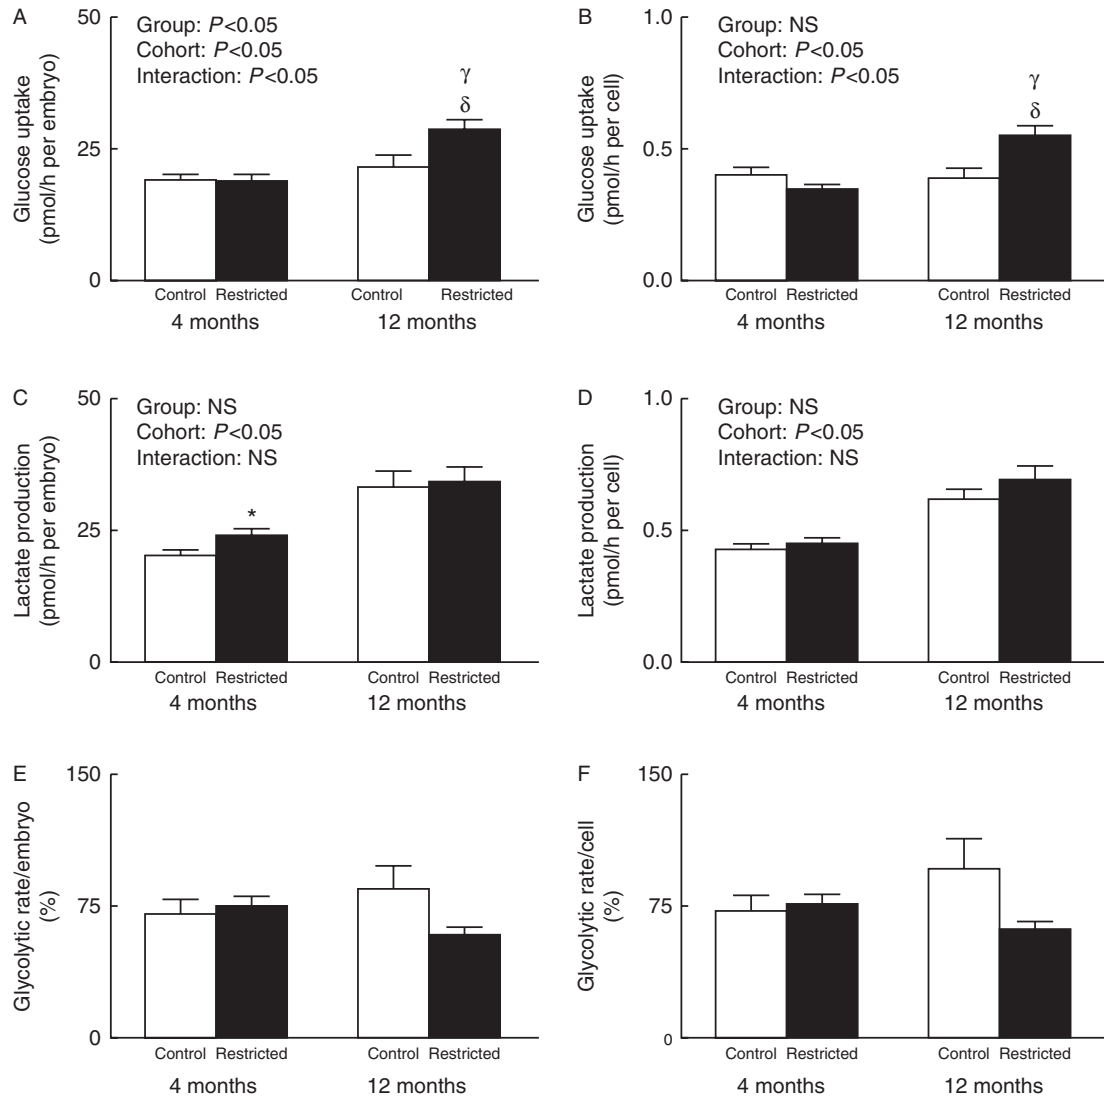 A
50
25
0
Glucose uptake
(pmol/h per embryo)
Group: P<0.05
Cohort: P<0.05
Interaction: P<0.05
γ
δ
Control Restricted Control Restricted
4 months 12 months
B
1.0
0.5
0.0
Glucose uptake
(pmol/h per cell)
Group: NS
Cohort: P<0.05
Interaction: P<0.05
γ
δ
Control Restricted Control Restricted
4 months 12 months
C
50
25
0
Lactate production
(pmol/h per embryo)
Group: NS
Cohort: P<0.05
Interaction: NS
*
Control Restricted Control Restricted
4 months 12 months
D
1.0
0.5
0.0
Lactate production
(pmol/h per cell)
Group: NS
Cohort: P<0.05
Interaction: NS
Control Restricted Control Restricted
4 months 12 months
E
150
75
0
Glycolytic rate/embryo
(%)
Control Restricted Control Restricted
4 months 12 months
F
150
75
0
Glycolytic rate/cell
(%)
Control Restricted Control Restricted
4 months 12 months